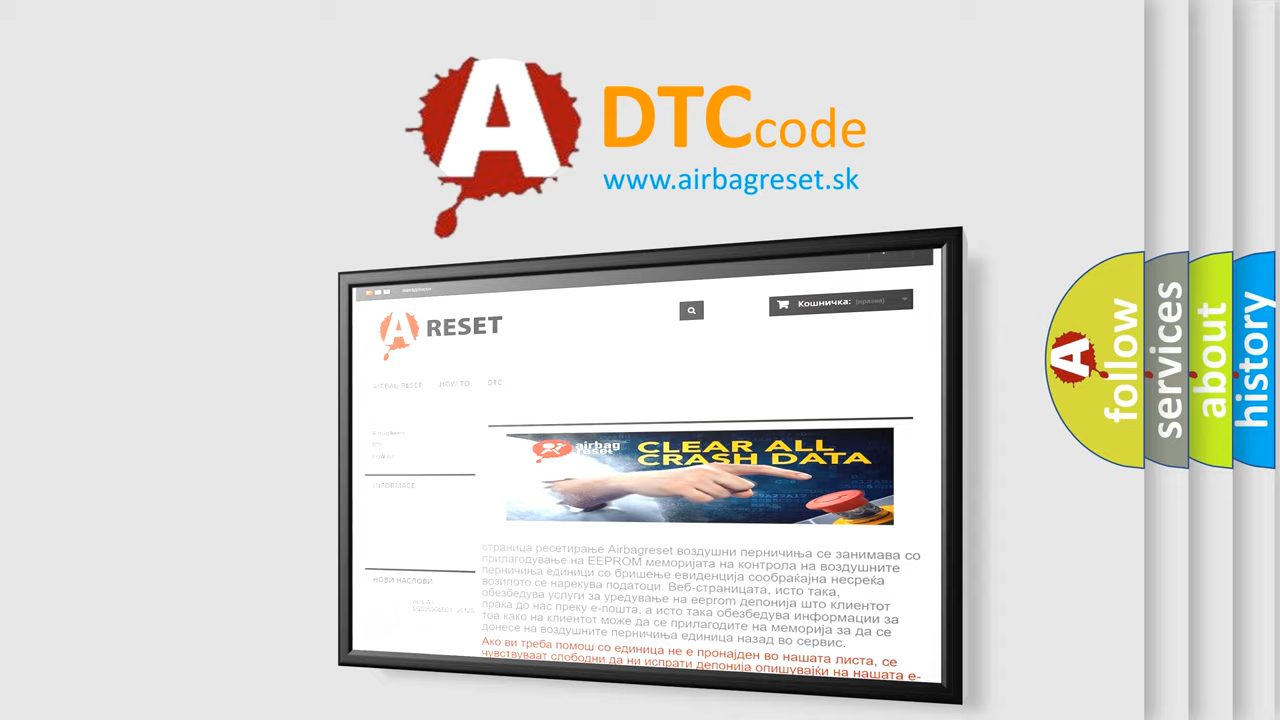 A
DTC code
www.airbagreset.sk
A RESET
Кошничка: (празна)
AIRBAG RESET
HOW TO
DTC
airbag
reset
CLEAR ALL
CRASH DATA
INFORMACE
страница ресетирање Airbagreset воздушни перничиња се занимава со
прилагодување на EEPROM меморијата на контрола на воздушните
перничиња единици со бришење евиденција сообраќајна несреќа
возилото се нарекува податоци. Веб-страницата, исто така,
обезбедува услуги за уредување на eeprom депонија што клиентот
праќа до нас преку е-пошта, а исто така обезбедува информации за
тоа како на клиентот може да се прилагодите на меморија за да се
донесе на воздушните перничиња единица назад во сервис.
Ако ви треба помош со единица не е пронајден во нашата листа, се
чувствуваат слободни да ни испрати депонија опишувајќи на нашата е-
НОВИ НАСЛОВИ
A
follow
services
about
history